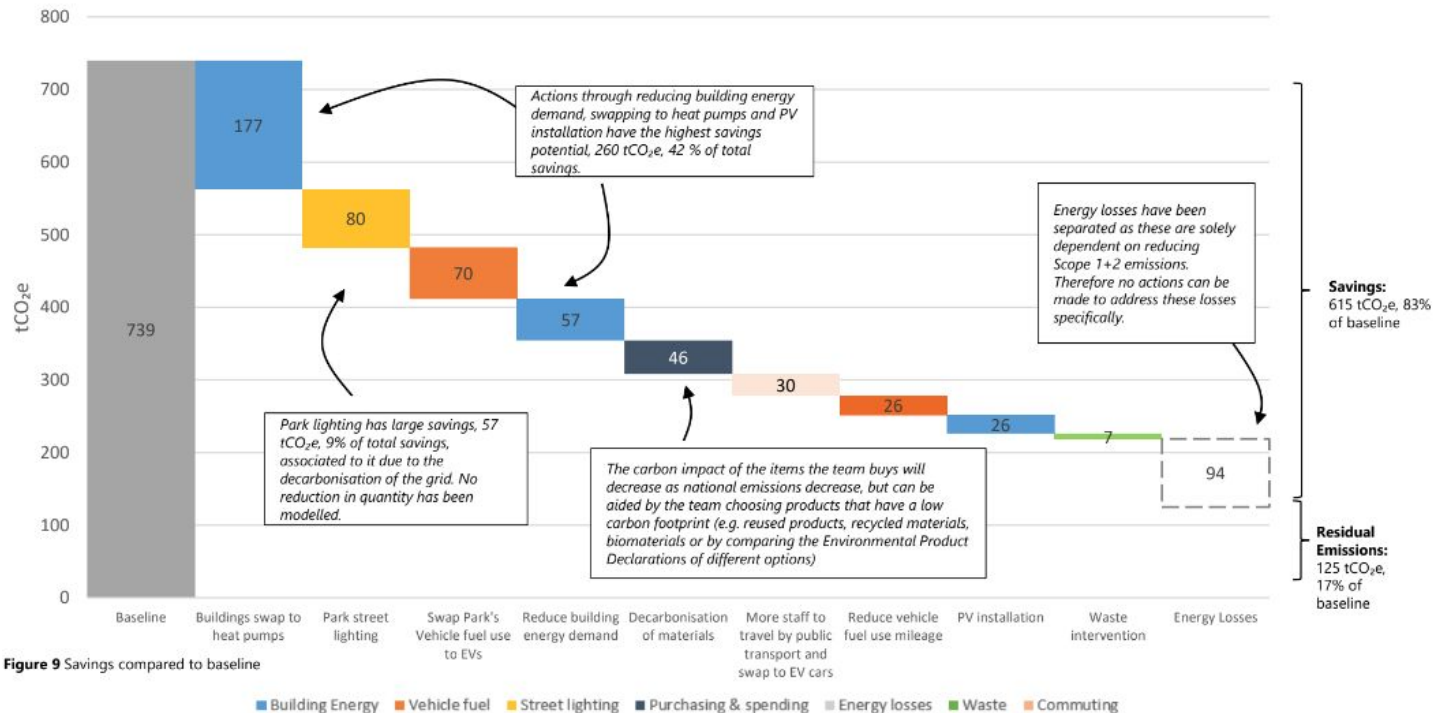 800
700
600
500
400
300
200
100
0
tCO₂e
739
177
80
70
57
46
30
26
26
7
94
Actions through reducing building energy
demand, swapping to heat pumps and PV
installation have the highest savings
potential, 260 tCO₂e, 42 % of total
savings.
Park lighting has large savings, 57
tCO₂e, 9% of total savings,
associated to it due to the
decarbonisation of the grid. No
reduction in quantity has been
modelled.
The carbon impact of the items the team buys will
decrease as national emissions decrease, but can be
aided by the team choosing products that have a low
carbon footprint (e.g. reused products, recycled materials,
biomaterials or by comparing the Environmental Product
Declarations of different options)
Energy losses have been
separated as these are solely
dependent on reducing
Scope 1+2 emissions.
Therefore no actions can be
made to address these losses
specifically.
Savings:
615 tCO₂e, 83%
of baseline
Residual
Emissions:
125 tCO₂e,
17% of
baseline
Baseline
Buildings swap to
heat pumps
Park street
lighting
Swap Park's
Vehicle fuel use
to EVs
Reduce building
energy demand
Decarbonisation
of materials
More staff to
travel by public
transport and
swap to EV cars
Reduce vehicle
fuel use mileage
PV installation
Waste
intervention
Energy Losses
Figure 9 Savings compared to baseline
Building Energy
Vehicle fuel
Street lighting
Purchasing & spending
Energy losses
Waste
Commuting